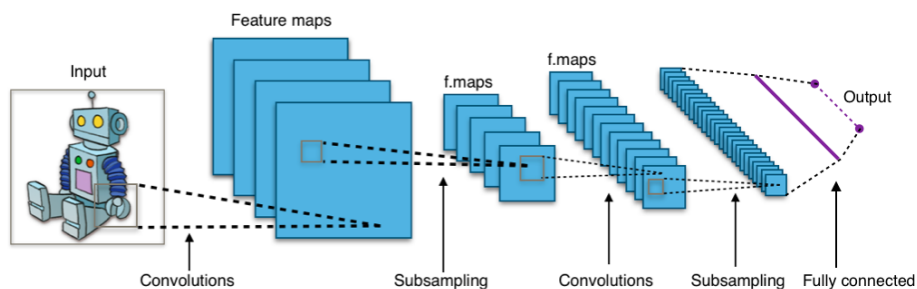 Feature maps
Input
f.maps
f.maps
Output
Convolutions
Subsampling
Convolutions
Subsampling
Fully connected